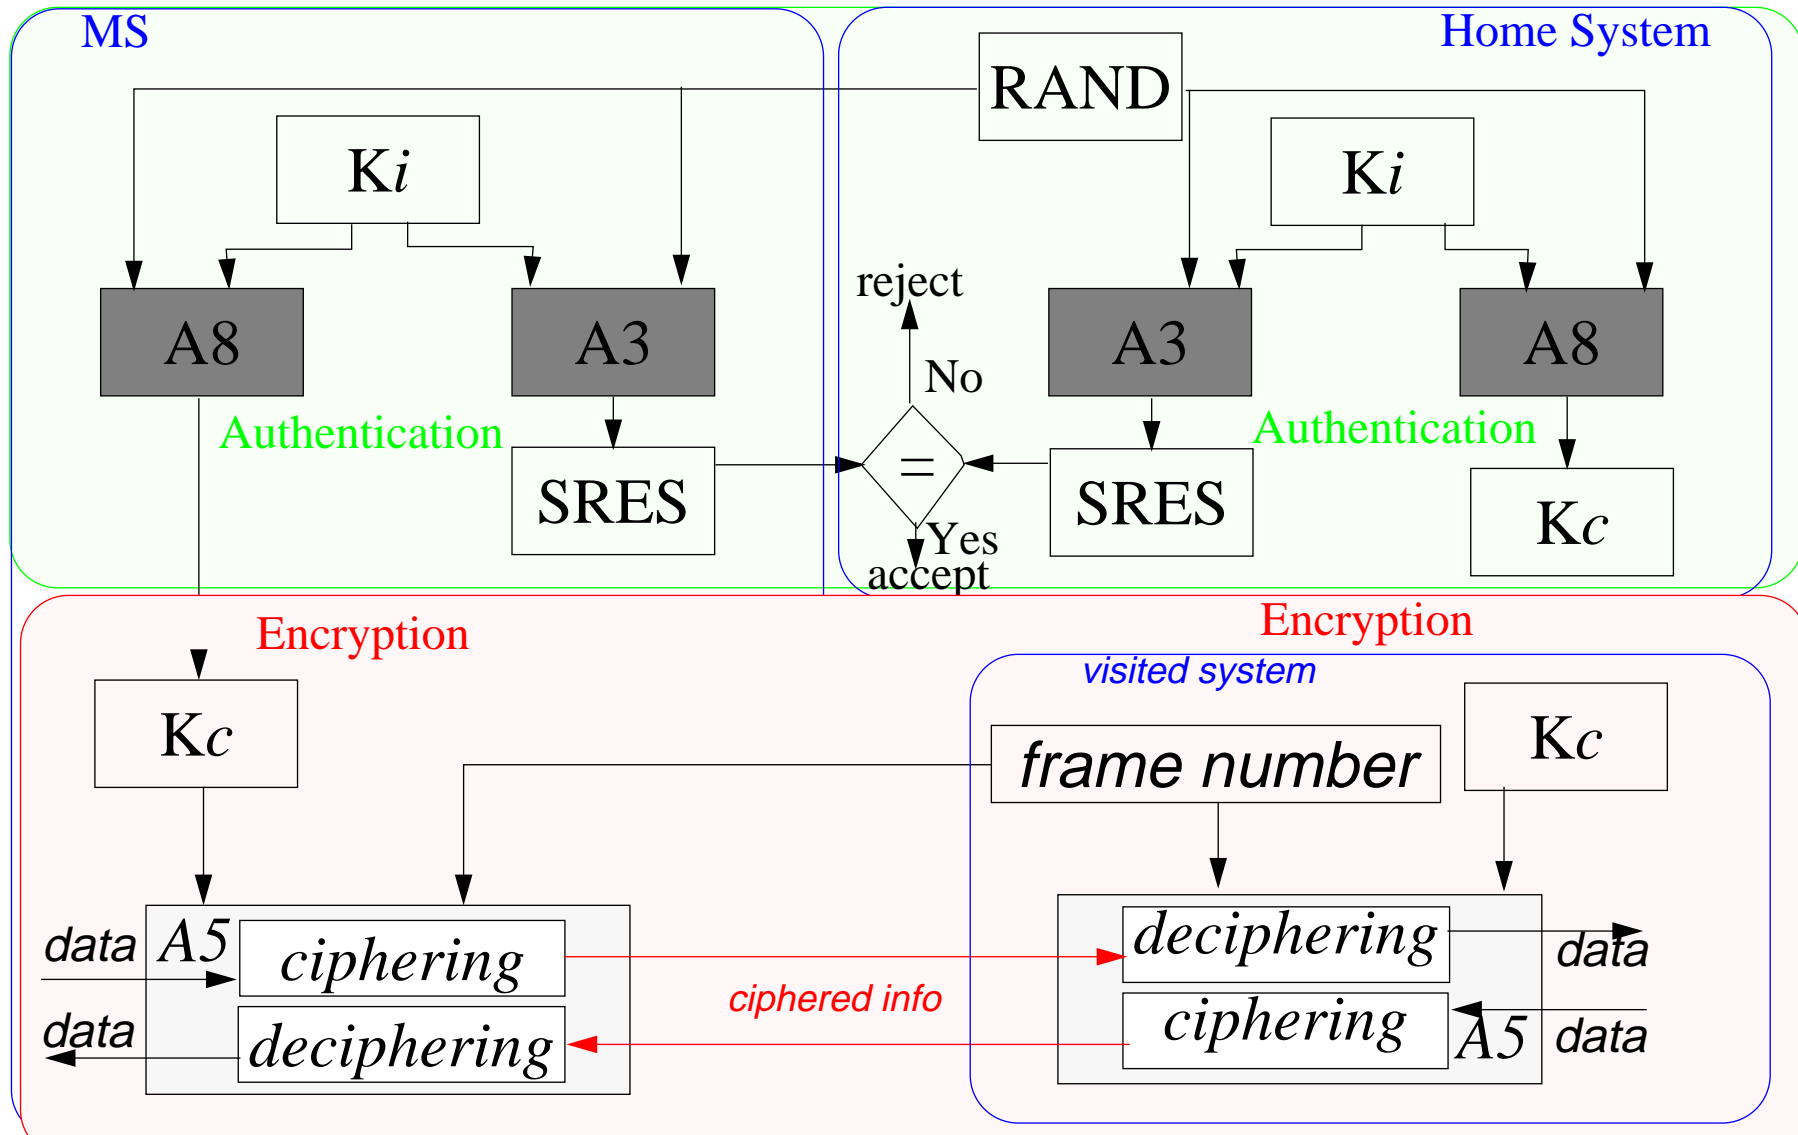 MS
Home System
RAND
Ki
Ki
reject
A8
A3
A3
A8
No
Authentication
Authentication
=
SRES
SRES
Kc
Yes
accept
Encryption
Encryption
visited system
Kc
frame number
Kc
data
A5
ciphering
deciphering
data
ciphered info
data
deciphering
ciphering
A5
data